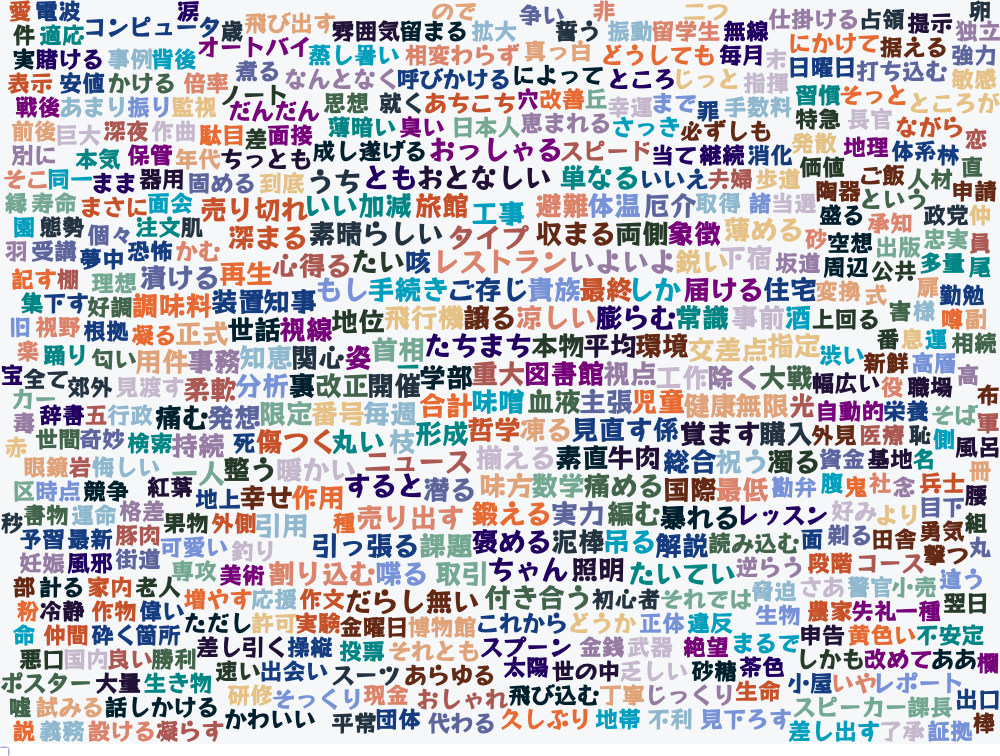 愛 電波 涙 ので 争い 非 二つ 卵
件 適応 コンピュータ 歳 飛び出す 雰囲気 留まる 拡大 誓う 振動 留学生 無線 仕掛ける 占領 提示
実 賭ける 事例 背後 オートバイ 蒸し暑い 相変わらず 真っ白 どうしても 毎月 末 にかけて 据える 強力
表示 安値 かける 倍率 煮る なんとなく 呼びかける によって ところ じっと 指揮 日曜日 打ち込む 敏感
戦後 あまり 振り 監視 ノート だんだん 思想 就く あちこち 穴 改善 丘 幸運 まで 罪 手数料 習慣 そっと ところが
前後 巨大 深夜 作曲 駄目 差 面接 薄暗い 臭い 日本人 恵まれる さっき 必ずしも 発散 特急 長官 ながら 恋
別に 本気 保管 年代 ちっとも 成し遂げる おっしゃる スピード 当て 継続 消化 価値 地理 体系 林 直
そこ 同一 まま 器用 固める 到底 うち とも おとなしい 単なる いいえ 夫婦 歩道 陶器 ご飯 という 人材 申請
縁 寿命 まさに 面会 売り切れ いい加減 旅館 工事 避難 体温 厄介 取得 諸 当選 盛る 承知 政党 仲
園 態勢 個々 注文 肌 深まる 素晴らしい タイプ 収まる 両側 象徴 薄める 砂 空想 出版 忠実 員
羽 受講 夢中 恐怖 かむ 心得る たい 咳 レストラン いよいよ 鋭い 下宿 坂道 周辺 公共 多量 尾
記す 棚 理想 漬ける 再生 もし 手続き ご存じ 貴族 最終 しか 届ける 住宅 変換 式 扉 勤勉
集 下す 好調 調味料 装置 知事 地位 飛行機 譲る 涼しい 膨らむ 常識 事前 酒 上回る 書 様 噂 副
旧 視野 根拠 凝る 正式 世話 視線 首相 たちまち 本物 平均 環境 交差点 指定 渋い 番 息 運 相続
楽 踊り 匂い 用件 事務 知恵 関心 姿 新鮮 高層
宝 全て 郊外 見渡す 柔軟 分析 裏 改正 開催 一 学部 重大 図書館 視点 工作 除く 大戦 幅広い 役 職場 高
カー 毒 辞書 五 行政 痛む 発想 限定 番号 毎週 合計 味噌 血液 主張 児童 健康 無限 光 自動的 栄養 そば 布 軍
赤 世間 奇妙 検索 持続 死 傷つく 丸い 枝 形成 哲学 凍る 見直す 係 覚ます 購入 外見 医療 恥 側 風呂
眼鏡 岩 悔しい 一人 整う 暖かい ニュース 揃える 素直 牛肉 総合 祝う 濁る 資金 基地 名 冊
区 時点 競争 紅葉 地上 幸せ 作用 すると 潜る 味方 数学 痛める 国際 最低 勘弁 腹 鬼 社 念 兵士 腰
秒 書物 運命 格差 果物 外側 引用 種 売り出す 鍛える 実力 編む 暴れる レッスン 好み より 目下 組
予習 最新 豚肉 可愛い 釣り 引っ張る 課題 褒める 泥棒 吊る 解説 読み込む 面 剃る 田舎 勇気 撃つ 丸
妊娠 風邪 街道 専攻 美術 割り込む 喋る 取引 ちゃん 照明 たいてい 逆らう 脅迫 段階 コース 違う
部 計る 家内 老人 増やす 応援 作文 だらし無い 付き合う 初心者 それでは 生物 さあ 警官 小売 翌日
粉 冷静 作物 偉い ただし 許可 実験 金曜日 博物館 これから どうか 正体 違反 農家 失礼 一種
命 仲間 砕く 箇所 差し引く 操縦 投票 それとも スプーン 金銭 武器 絶望 まるで 申告 黄色い 不安定
悪口 国内 良い 勝利 速い 出会い スーツ あらゆる 太陽 世の中 乏しい 砂糖 茶色 しかも 改めて ああ 欄
ポスター 大量 生き物 研修 そっくり 現金 おしゃれ 飛び込む 丁寧 じっくり 生命 小屋 いや レポート 出口
嘘 試みる 話しかける かわいい 平常 団体 代わる 久しぶり 地帯 不利 見下ろす スピーカー 課長 棒
説 義務 設ける 凝らす 差し出す 了承 証拠